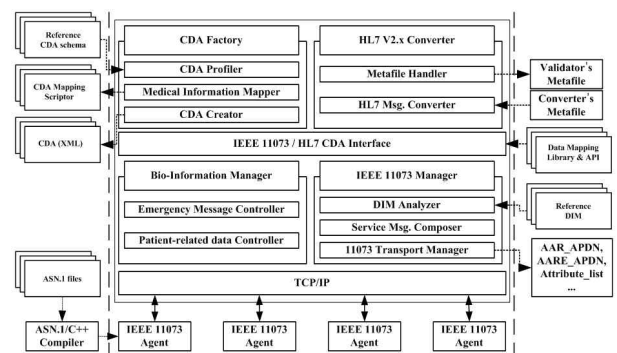 Reference
CDA schema
CDA Mapping
Scriptor
CDA (XML)
ASN.1 files
ASN.1/C++
Compiler
CDA Factory
CDA Profiler
Medical Information Mapper
CDA Creator
HL7 V2.x Converter
Metafile Handler
HL7 Msg. Converter
IEEE 11073 / HL7 CDA Interface
Bio-Information Manager
Emergency Message Controller
Patient-related data Controller
IEEE 11073 Manager
DIM Analyzer
Service Msg. Composer
11073 Transport Manager
TCP/IP
IEEE 11073
Agent
IEEE 11073
Agent
IEEE 11073
Agent
IEEE 11073
Agent
Validator's
Metafile
Converter's
Metafile
Data Mapping
Library & API
Reference
DIM
AAR_APDN,
AARE_APDN,
Attribute_list
...